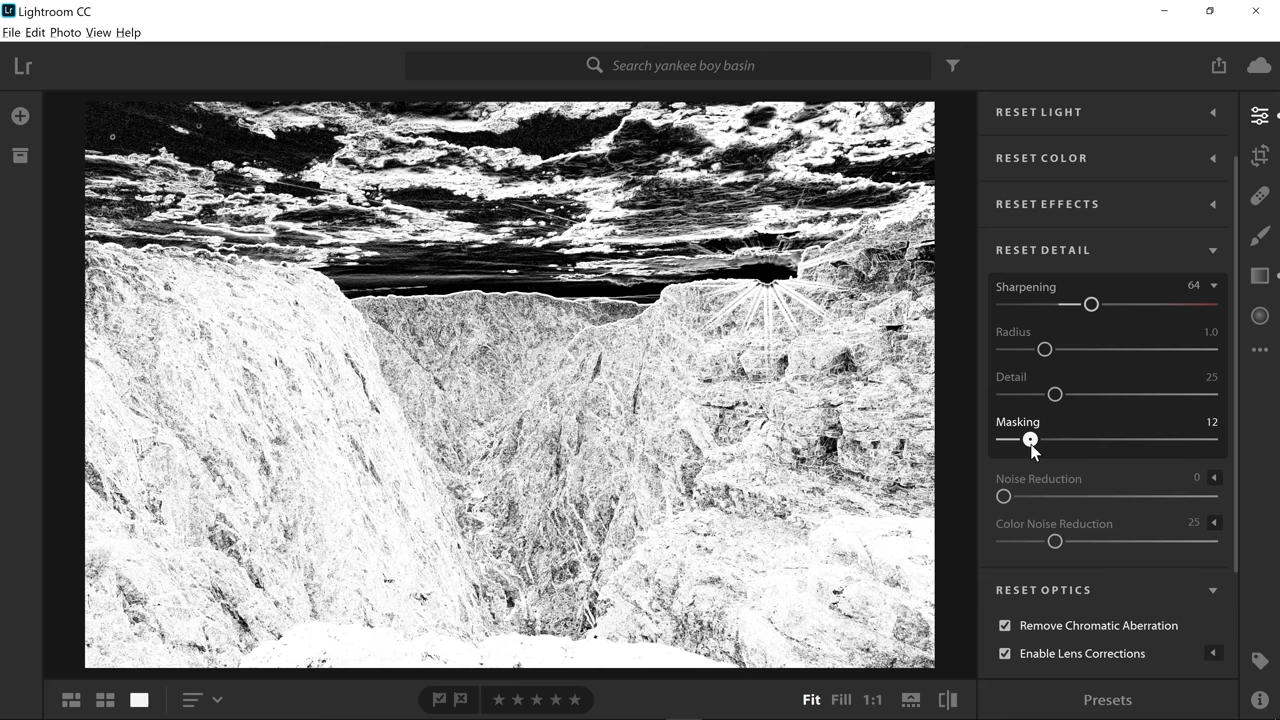 Lr Lightroom CC
File Edit Photo View Help
Lr
Search yankee boy basin
RESET LIGHT
RESET COLOR
RESET EFFECTS
RESET DETAIL
Sharpening 64
Radius 1.0
Detail 25
Masking 12
Noise Reduction 0
Color Noise Reduction 25
RESET OPTICS
Remove Chromatic Aberration
Enable Lens Corrections
Fit Fill 1:1
Presets